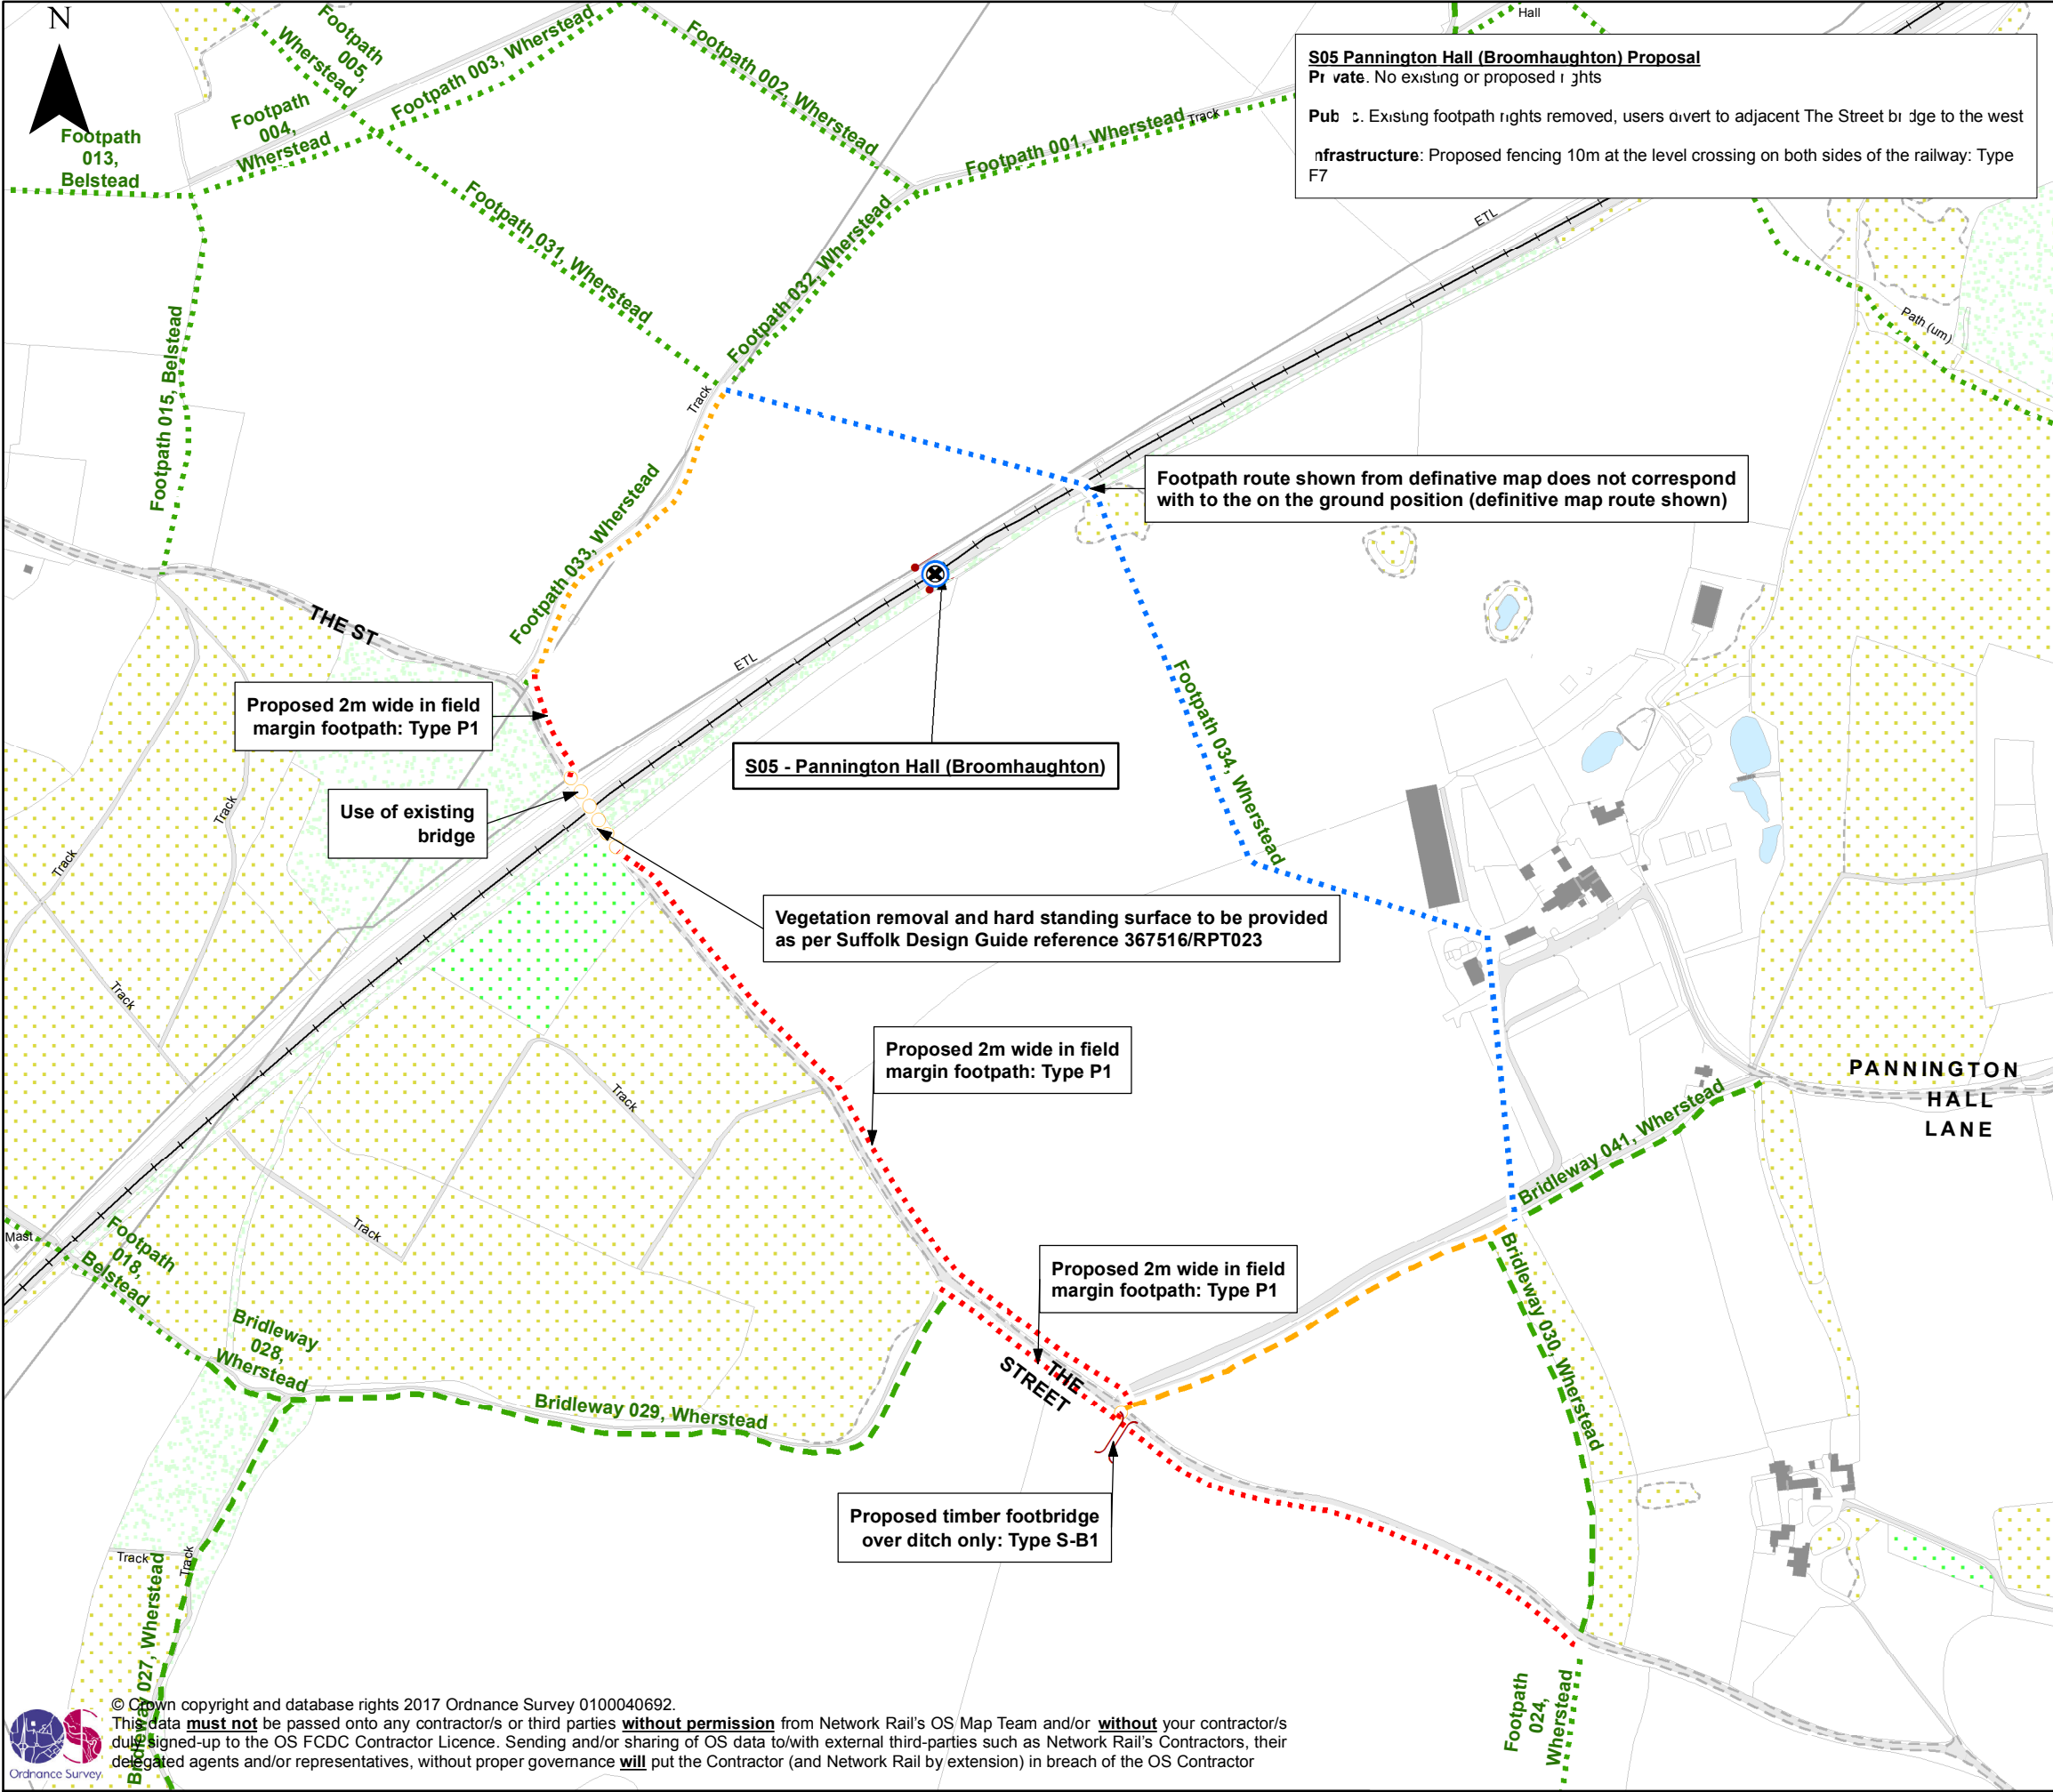 N
Hall
S05 Pannington Hall (Broomhaughton) Proposal
Pr vate. No existing or proposed r ghts
Pub c. Existing footpath rights removed, users divert to adjacent The Street br dge to the west
nfrastructure: Proposed fencing 10m at the level crossing on both sides of the railway: Type
F7
Footpath
005,
Wherstead
Footpath 003, Wherstead
Footpath 002, Wherstead
Footpath
004,
Wherstead
Footpath
013,
Belstead
Footpath 001, Wherstead
Track
Footpath 031, Wherstead
Footpath 032, Wherstead
ETL
Path (um)
Footpath 015, Belstead
Track
Footpath 033, Wherstead
Footpath route shown from definative map does not correspond
with to the on the ground position (definitive map route shown)
THE ST
ETL
Proposed 2m wide in field
margin footpath: Type P1
S05 - Pannington Hall (Broomhaughton)
Footpath 034, Wherstead
Use of existing
bridge
Track
Track
Vegetation removal and hard standing surface to be provided
as per Suffolk Design Guide reference 367516/RPT023
Track
Proposed 2m wide in field
margin footpath: Type P1
Track
PANNINGTON
HALL
LANE
Bridleway 041, Wherstead
Mast
Footpath
018,
Belstead
Track
Proposed 2m wide in field
margin footpath: Type P1
Bridleway 030, Wherstead
Bridleway
028,
Wherstead
Bridleway 029, Wherstead
THE
STREET
Proposed timber footbridge
over ditch only: Type S-B1
Track
Track
Bridleway 027, Wherstead
Footpath
024,
Wherstead
© Crown copyright and database rights 2017 Ordnance Survey 0100040692.
This data must not be passed onto any contractor/s or third parties without permission from Network Rail's OS Map Team and/or without your contractor/s
duly signed-up to the OS FCDC Contractor Licence. Sending and/or sharing of OS data to/with external third-parties such as Network Rail's Contractors, their
delegated agents and/or representatives, without proper governance will put the Contractor (and Network Rail by extension) in breach of the OS Contractor
Ordnance Survey